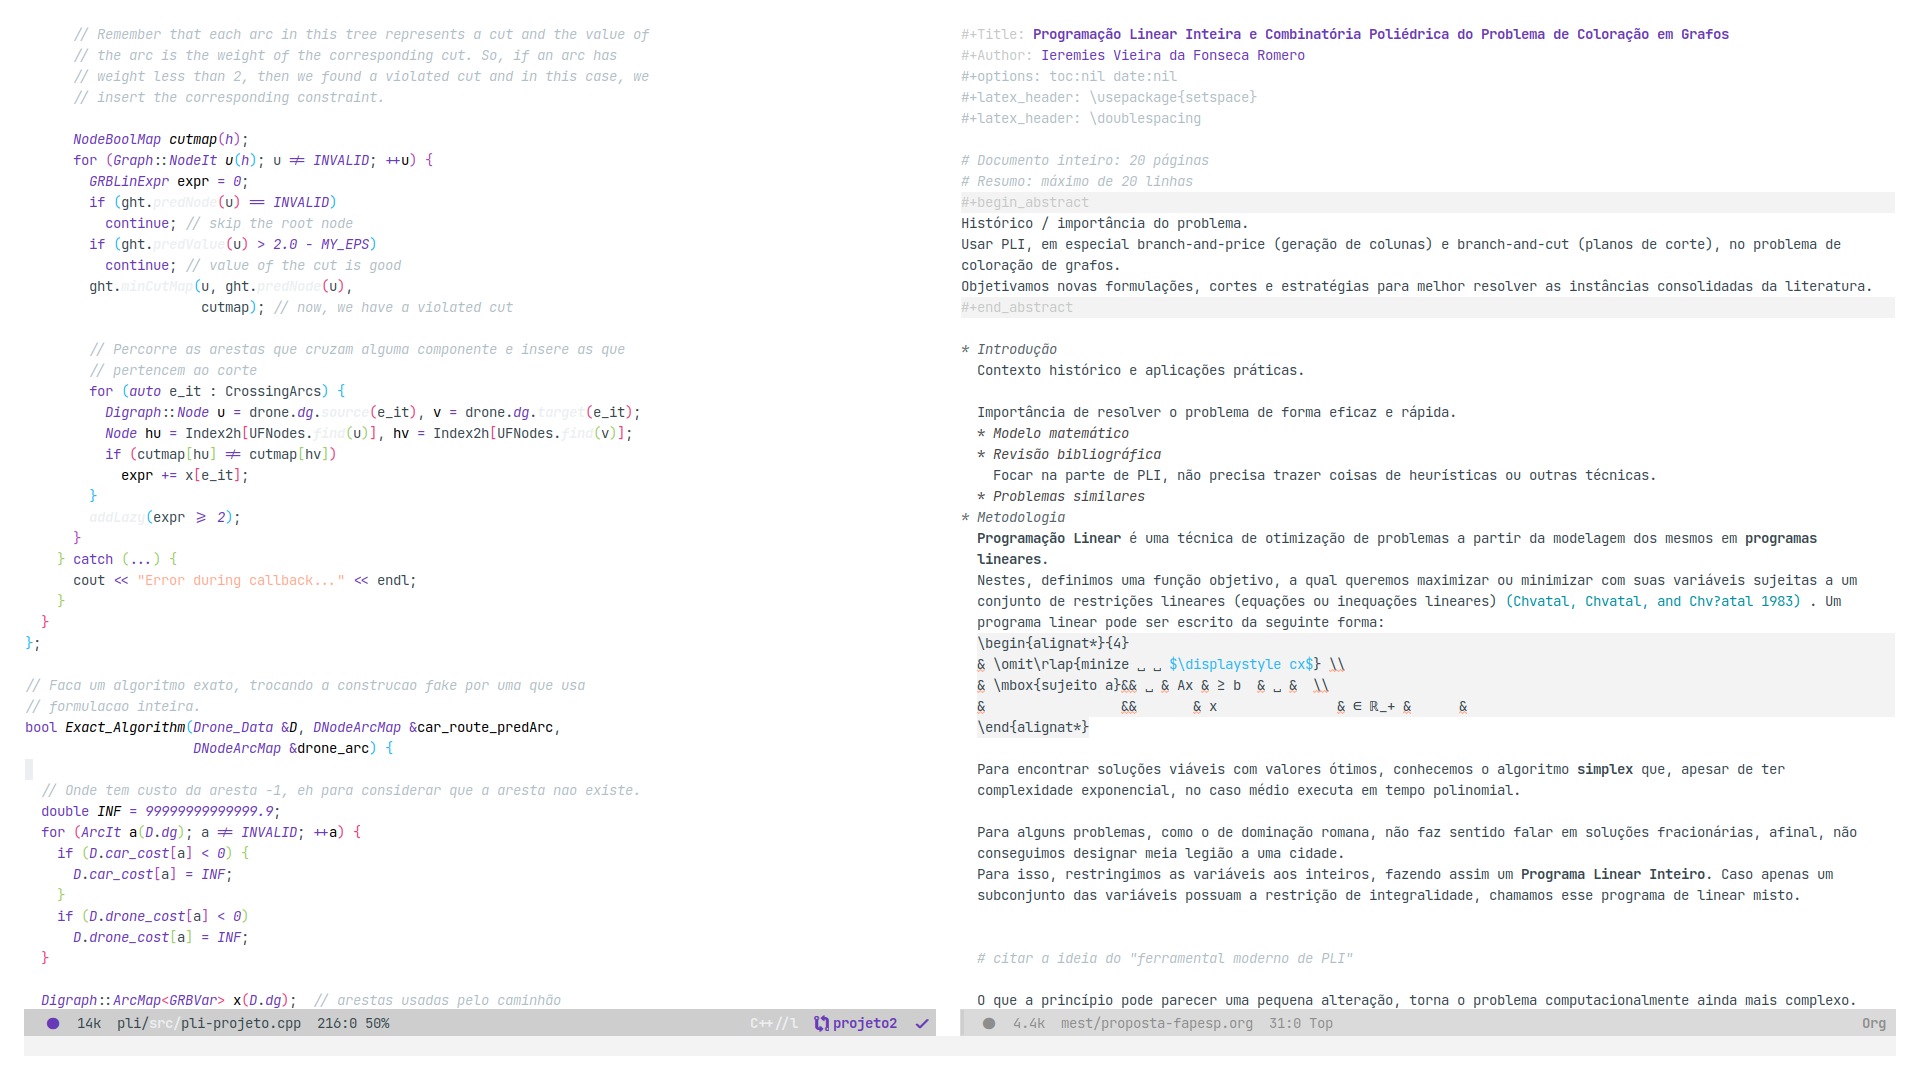 // Remember that each arc in this tree represents a cut and the value of
// the arc is the weight of the corresponding cut. So, if an arc has
// weight less than 2, then we found a violated cut and in this case, we
// insert the corresponding constraint.
NodeBoolMap cutmap(h);
for (Graph::NodeIt u(h); u != INVALID; ++u) {
GRBLinExpr expr = 0;
if (ght.predNode(u) == INVALID)
continue; // skip the root node
if (ght.predValue(u) > 2.0 - MY_EPS)
continue; // value of the cut is good
ght.minCutMap(u, ght.predNode(u),
cutmap); // now, we have a violated cut
// Percorre as arestas que cruzam alguma componente e insere as que
// pertencem ao corte
for (auto e_it : CrossingArcs) {
Digraph::Node u = drone.dg.source(e_it), v = drone.dg.target(e_it);
Node hu = Index2h[UFNodes.find(u)], hv = Index2h[UFNodes.find(v)];
if (cutmap[hu] != cutmap[hv])
expr += x[e_it];
}
addLazy(expr >= 2);
}
} catch (...) {
cout << "Error during callback..." << endl;
}
}
};
// Faca um algoritmo exato, trocando a construcao fake por uma que usa
// formulacao inteira.
bool Exact_Algorithm(Drone_Data &D, DNodeArcMap &car_route_predArc,
DNodeArcMap &drone_arc) {
// Onde tem custo da aresta -1, eh para considerar que a aresta nao existe.
double INF = 99999999999999.9;
for (ArcIt a(D.dg); a != INVALID; ++a) {
if (D.car_cost[a] < 0) {
D.car_cost[a] = INF;
}
if (D.drone_cost[a] < 0)
D.drone_cost[a] = INF;
}
Digraph::ArcMap<GRBVar> x(D.dg);  // arestas usadas pelo caminhão
14k pli/src/pli-projeto.cpp 216:0 50% C++//l projeto2
#+Title: Programação Linear Inteira e Combinatória Poliédrica do Problema de Coloração em Grafos
#+Author: Ieremies Vieira da Fonseca Romero
#+options: toc:nil date:nil
#+latex_header: \usepackage{setspace}
#+latex_header: \doublespacing
# Documento inteiro: 20 páginas
# Resumo: máximo de 20 linhas
#+begin_abstract
Histórico / importância do problema.
Usar PLI, em especial branch-and-price (geração de colunas) e branch-and-cut (planos de corte), no problema de
coloração de grafos.
Objetivamos novas formulações, cortes e estratégias para melhor resolver as instâncias consolidadas da literatura.
#+end_abstract
* Introdução
Contexto histórico e aplicações práticas.
Importância de resolver o problema de forma eficaz e rápida.
* Modelo matemático
* Revisão bibliográfica
Focar na parte de PLI, não precisa trazer coisas de heurísticas ou outras técnicas.
* Problemas similares
* Metodologia
Programação Linear é uma técnica de otimização de problemas a partir da modelagem dos mesmos em programas
lineares.
Nestes, definimos uma função objetivo, a qual queremos maximizar ou minimizar com suas variáveis sujeitas a um
conjunto de restrições lineares (equações ou inequações lineares) (Chvatal, Chvatal, and Chv?atal 1983) . Um
programa linear pode ser escrito da seguinte forma:
\begin{alignat*}{4}
& \omit\rlap{minize ␣ ␣ $\displaystyle cx$} \\
& \mbox{sujeito a}&& ␣ & Ax & ≥ b  & ␣ &  \\
& && & x & ∈ ℝ_+ & &
\end{alignat*}
Para encontrar soluções viáveis com valores ótimos, conhecemos o algoritmo simplex que, apesar de ter
complexidade exponencial, no caso médio executa em tempo polinomial.
Para alguns problemas, como o de dominação romana, não faz sentido falar em soluções fracionárias, afinal, não
conseguimos designar meia legião a uma cidade.
Para isso, restringimos as variáveis aos inteiros, fazendo assim um Programa Linear Inteiro. Caso apenas um
subconjunto das variáveis possuam a restrição de integralidade, chamamos esse programa de linear misto.
# citar a ideia do "ferramental moderno de PLI"
O que a princípio pode parecer uma pequena alteração, torna o problema computacionalmente ainda mais complexo.
4.4k mest/proposta-fapesp.org 31:0 Top Org